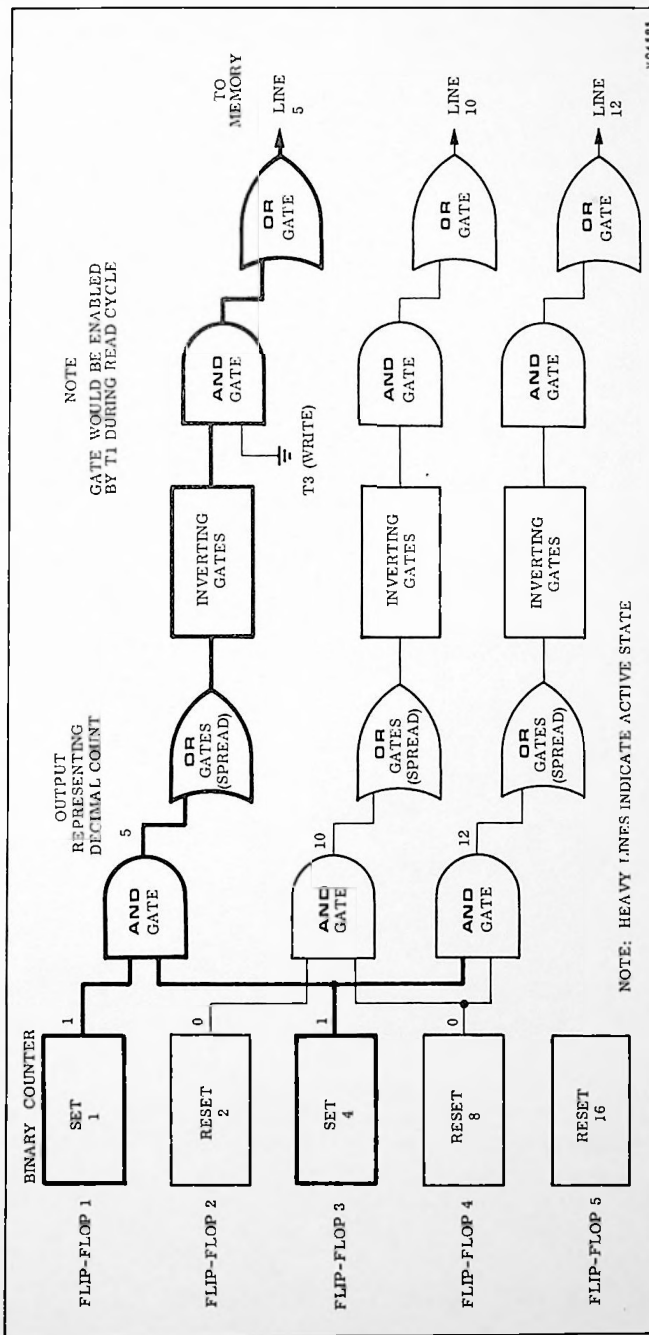 BINARY COUNTER
FLIP-FLOP 1
SET
1
1
FLIP-FLOP 2
RESET
2
0
FLIP-FLOP 3
SET
4
1
FLIP-FLOP 4
RESET
8
0
FLIP-FLOP 5
RESET
16
OUTPUT
REPRESENTING
DECIMAL COUNT
AND
GATE
5
OR
GATES
(SPREAD)
INVERTING
GATES
NOTE
GATE WOULD BE ENABLED
BY T1 DURING READ CYCLE
AND
GATE
T3 (WRITE)
OR
GATE
TO
MEMORY
LINE
5
AND
GATE
10
OR
GATES
(SPREAD)
INVERTING
GATES
AND
GATE
OR
GATE
LINE
10
AND
GATE
12
OR
GATES
(SPREAD)
INVERTING
GATES
AND
GATE
OR
GATE
LINE
12
NOTE: HEAVY LINES INDICATE ACTIVE STATE